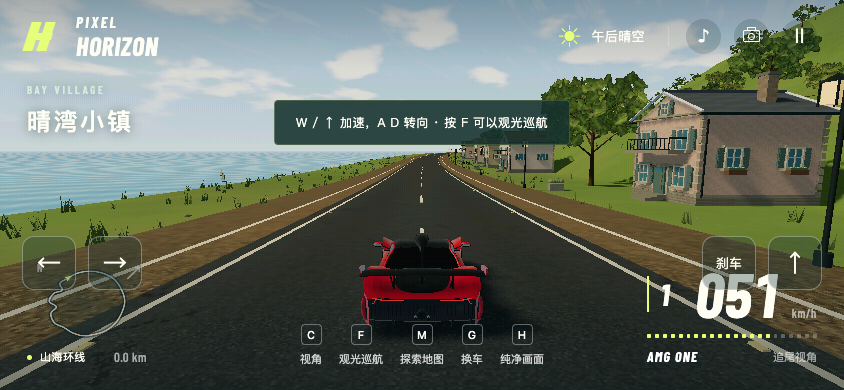 H
PIXEL
HORIZON
午后晴空
BAY VILLAGE
晴湾小镇
W / ↑ 加速，A D 转向 · 按 F 可以观光巡航
← →
刹车 ↑
1 051 km/h
C F M G H
视角 观光巡航 探索地图 换车 纯净画面
山海环线 0.0 km
AMG ONE 追尾视角